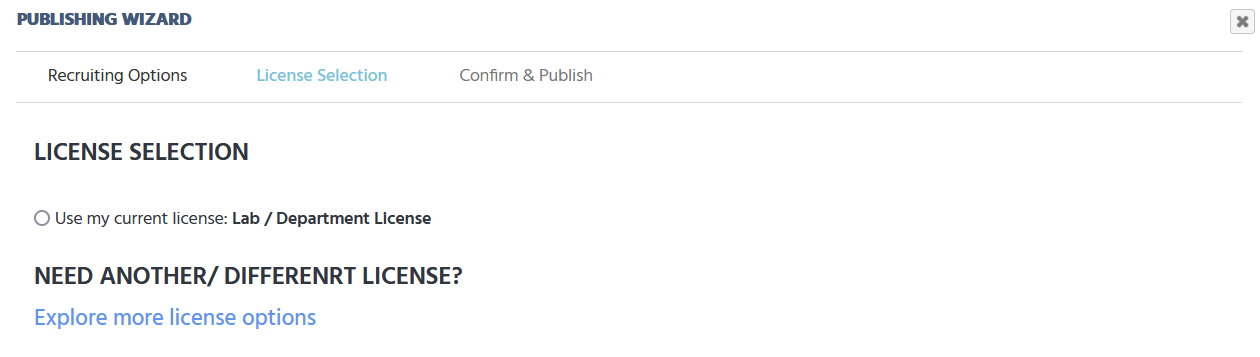 PUBLISHING WIZARD
Recruiting Options License Selection Confirm & Publish
LICENSE SELECTION
Use my current license: Lab / Department License
NEED ANOTHER/ DIFFERENRT LICENSE?
Explore more license options